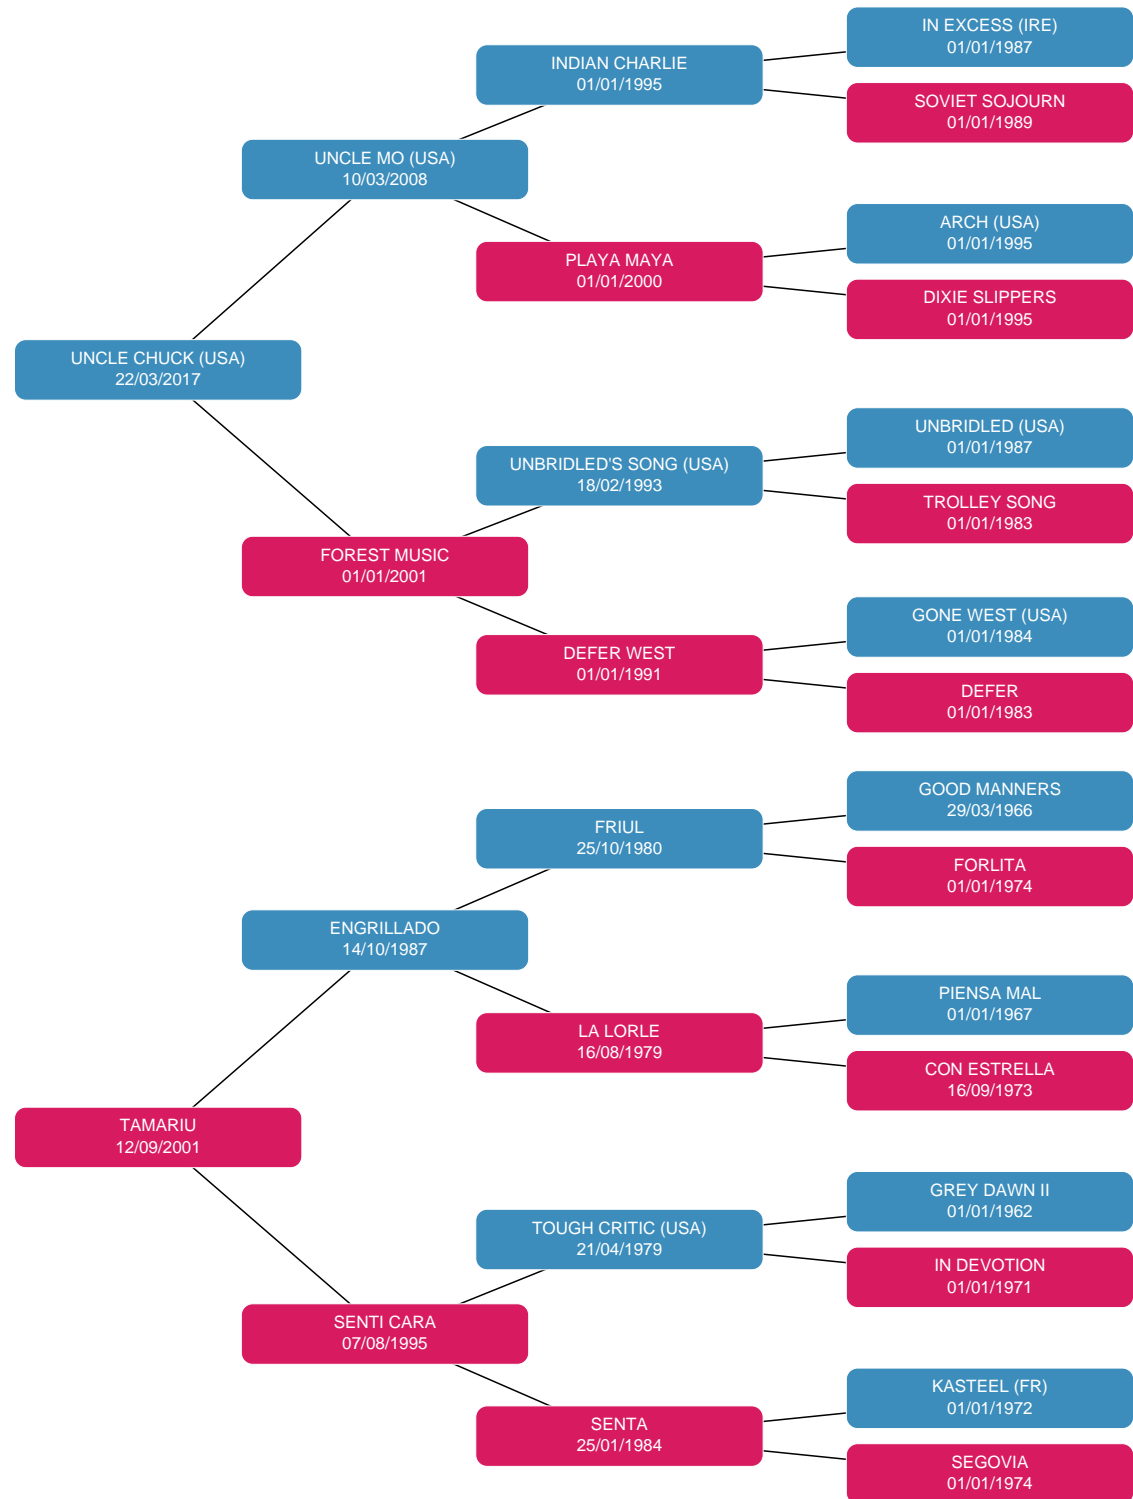 IN EXCESS (IRE)
01/01/1987
INDIAN CHARLIE
01/01/1995
SOVIET SOJOURN
01/01/1989
UNCLE MO (USA)
10/03/2008
ARCH (USA)
01/01/1995
PLAYA MAYA
01/01/2000
DIXIE SLIPPERS
01/01/1995
UNCLE CHUCK (USA)
22/03/2017
UNBRIDLED (USA)
01/01/1987
UNBRIDLED'S SONG (USA)
18/02/1993
TROLLEY SONG
01/01/1983
FOREST MUSIC
01/01/2001
GONE WEST (USA)
01/01/1984
DEFER WEST
01/01/1991
DEFER
01/01/1983
GOOD MANNERS
29/03/1966
FRIUL
25/10/1980
FORLITA
01/01/1974
ENGRILLADO
14/10/1987
PIENSA MAL
01/01/1967
LA LORLE
16/08/1979
CON ESTRELLA
16/09/1973
TAMARIU
12/09/2001
GREY DAWN II
01/01/1962
TOUGH CRITIC (USA)
21/04/1979
IN DEVOTION
01/01/1971
SENTI CARA
07/08/1995
KASTEEL (FR)
01/01/1972
SENTA
25/01/1984
SEGOVIA
01/01/1974